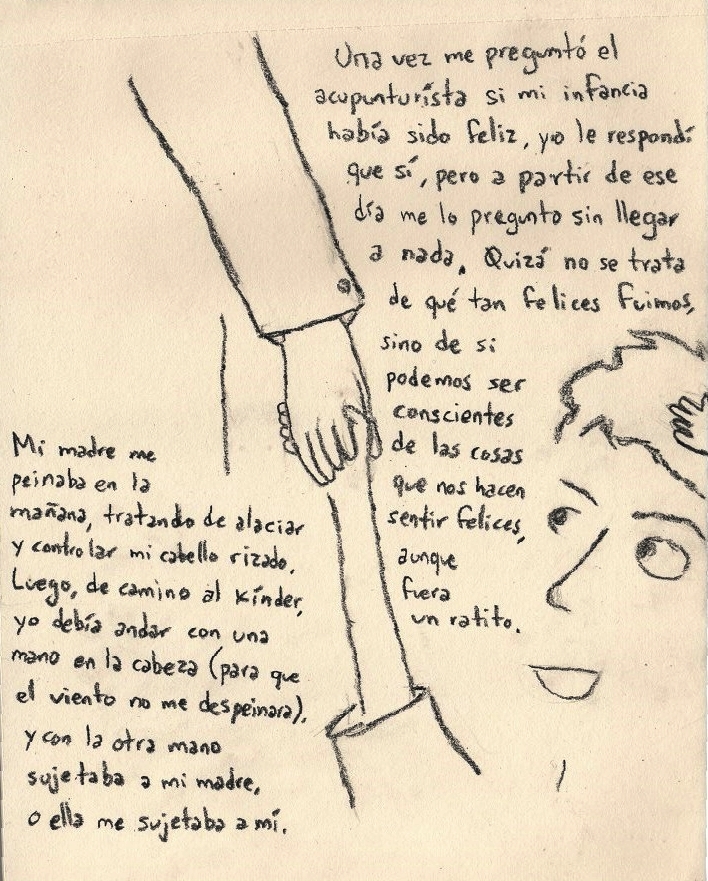 Una vez me preguntó el
acupunturista si mi infancia
había sido feliz, yo le respondí
que sí, pero a partir de ese
día me lo pregunto sin llegar
a nada. Quizá no se trata
de qué tan felices fuimos,
sino de si
podemos ser
conscientes
de las cosas
que nos hacen
sentir felices,
aunque
fuera
un ratito.
Mi madre me
peinaba en la
mañana, tratando de alaciar
y controlar mi cabello rizado.
Luego, de camino al kínder,
yo debía andar con una
mano en la cabeza (para que
el viento no me despeinara),
y con la otra mano
sujetaba a mi madre,
o ella me sujetaba a mí.